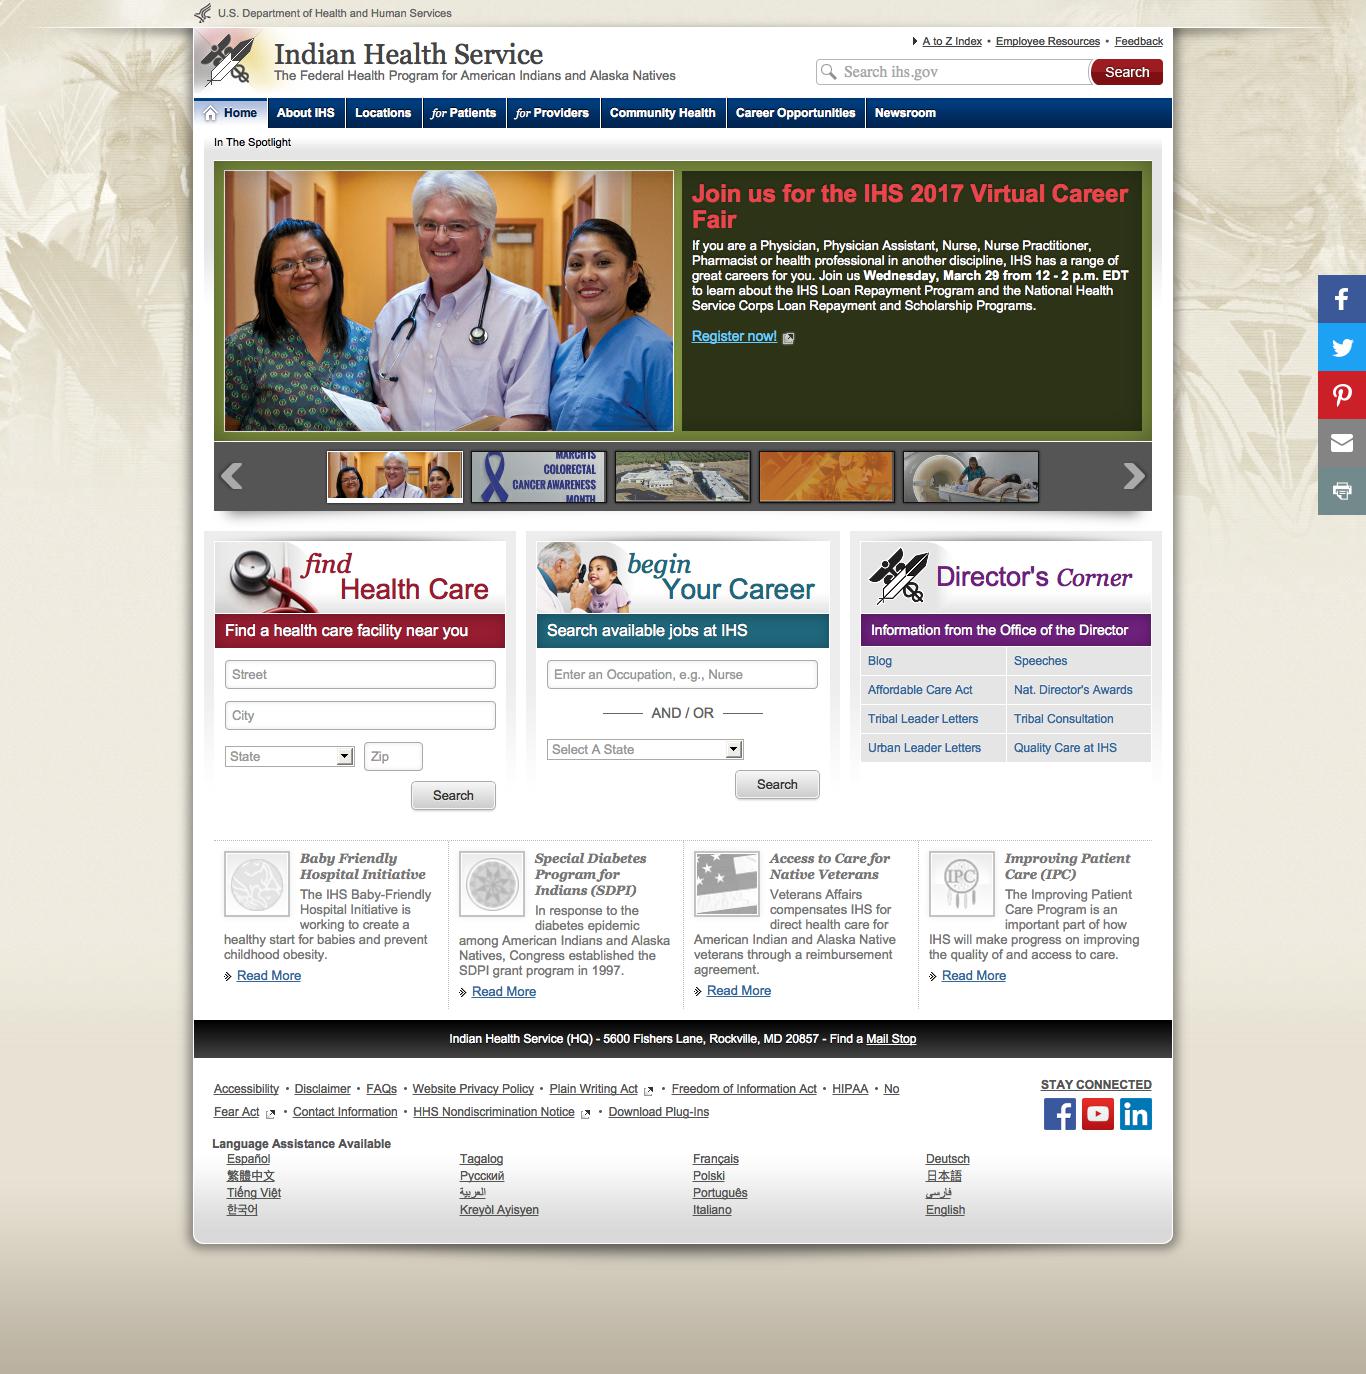 U.S. Department of Health and Human Services
Indian Health Service
The Federal Health Program for American Indians and Alaska Natives
A to Z Index • Employee Resources • Feedback
Search ihs.gov
Search
Home
About IHS
Locations
for Patients
for Providers
Community Health
Career Opportunities
Newsroom
In The Spotlight
Join us for the IHS 2017 Virtual Career
Fair
If you are a Physician, Physician Assistant, Nurse, Nurse Practitioner,
Pharmacist or health professional in another discipline, IHS has a range of
great careers for you. Join us Wednesday, March 29 from 12 - 2 p.m. EDT
to learn about the IHS Loan Repayment Program and the National Health
Service Corps Loan Repayment and Scholarship Programs.
Register now!
MARCH IS
COLORECTAL
CANCER AWARENESS
MONTH
find
Health Care
Find a health care facility near you
Street
City
State
Zip
Search
begin
Your Career
Search available jobs at IHS
Enter an Occupation, e.g., Nurse
AND / OR
Select A State
Search
Director's Corner
Information from the Office of the Director
Blog
Speeches
Affordable Care Act
Nat. Director's Awards
Tribal Leader Letters
Tribal Consultation
Urban Leader Letters
Quality Care at IHS
Baby Friendly
Hospital Initiative
The IHS Baby-Friendly
Hospital Initiative is
working to create a
healthy start for babies and prevent
childhood obesity.
Read More
Special Diabetes
Program for
Indians (SDPI)
In response to the
diabetes epidemic
among American Indians and Alaska
Natives, Congress established the
SDPI grant program in 1997.
Read More
Access to Care for
Native Veterans
Veterans Affairs
compensates IHS for
direct health care for
American Indian and Alaska Native
veterans through a reimbursement
agreement.
Read More
IPC
Improving Patient
Care (IPC)
The Improving Patient
Care Program is an
important part of how
IHS will make progress on improving
the quality of and access to care.
Read More
Indian Health Service (HQ) - 5600 Fishers Lane, Rockville, MD 20857 - Find a Mail Stop
Accessibility • Disclaimer • FAQs • Website Privacy Policy • Plain Writing Act • Freedom of Information Act • HIPAA • No
Fear Act • Contact Information • HHS Nondiscrimination Notice • Download Plug-Ins
STAY CONNECTED
Language Assistance Available
Español
Tagalog
Français
Deutsch
繁體中文
Русский
Polski
日本語
Tiếng Việt
العربية
Português
فارسی
한국어
Kreyòl Ayisyen
Italiano
English